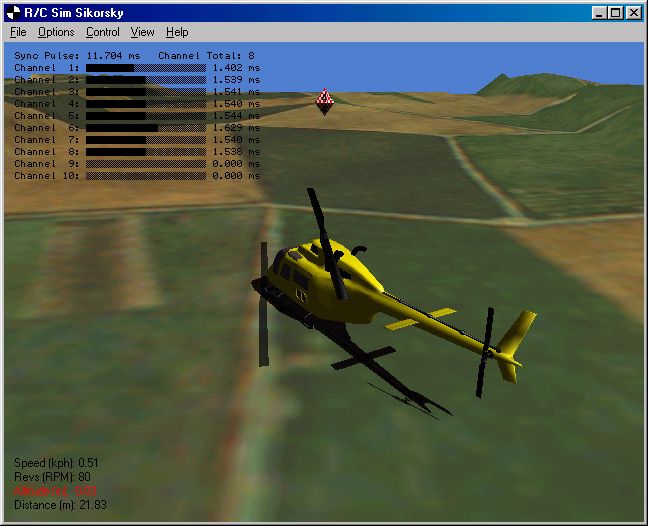 R/C Sim Sikorsky
File Options Control View Help
Sync Pulse: 11.704 ms Channel Total: 8
Channel 1: 1.402 ms
Channel 2: 1.539 ms
Channel 3: 1.541 ms
Channel 4: 1.540 ms
Channel 5: 1.544 ms
Channel 6: 1.629 ms
Channel 7: 1.540 ms
Channel 8: 1.538 ms
Channel 9: 0.000 ms
Channel 10: 0.000 ms
Speed (kph): 0.51
Revs (RPM): 80
Distance (m): 21.83